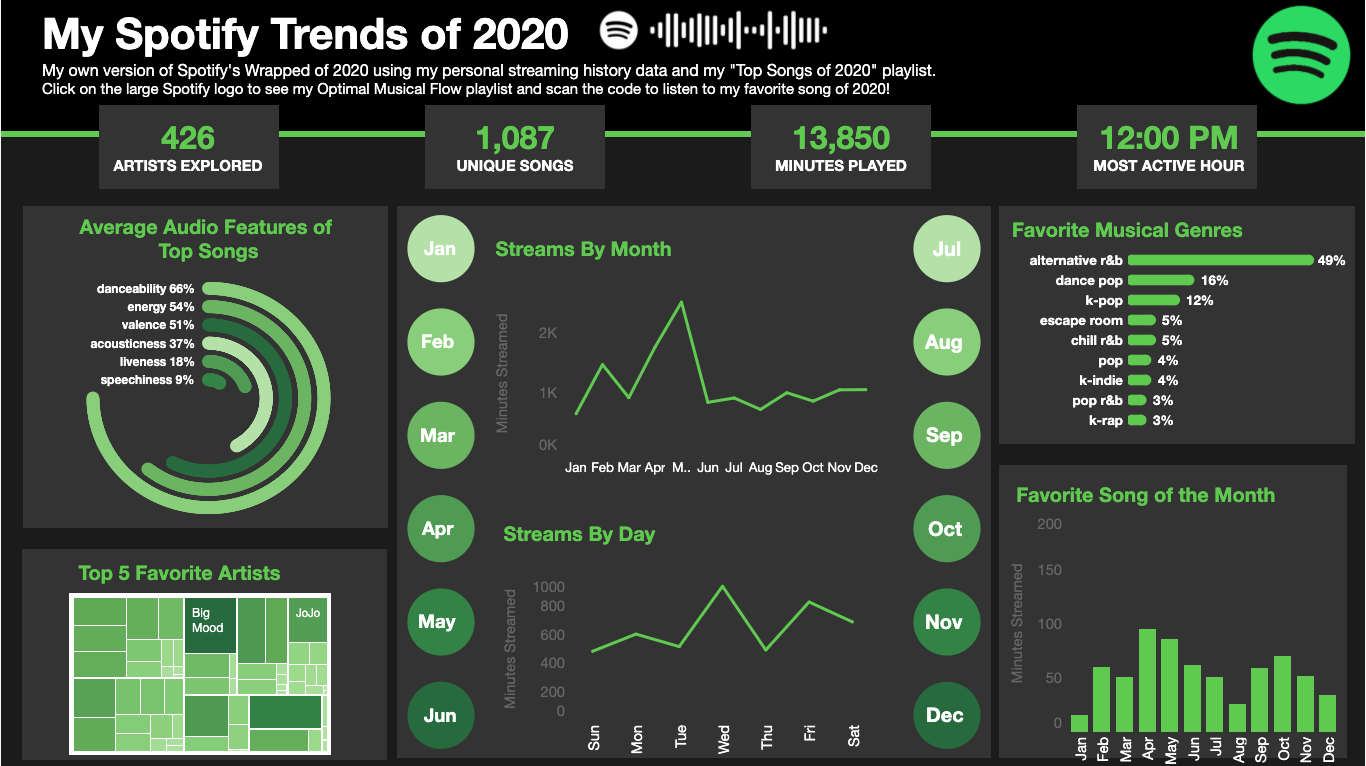 My Spotify Trends of 2020
My own version of Spotify's Wrapped of 2020 using my personal streaming history data and my "Top Songs of 2020" playlist.
Click on the large Spotify logo to see my Optimal Musical Flow playlist and scan the code to listen to my favorite song of 2020!
426
ARTISTS EXPLORED
1,087
UNIQUE SONGS
13,850
MINUTES PLAYED
12:00 PM
MOST ACTIVE HOUR
Average Audio Features of
Top Songs
danceability 66%
energy 54%
valence 51%
acousticness 37%
liveness 18%
speechiness 9%
Top 5 Favorite Artists
Big
Mood
JoJo
Jan
Feb
Mar
Apr
May
Jun
Streams By Month
Minutes Streamed
2K
1K
0K
Jan Feb Mar Apr M.. Jun Jul Aug Sep Oct Nov Dec
Streams By Day
Minutes Streamed
1000
800
600
400
200
0
Sun Mon Tue Wed Thu Fri Sat
Jul
Aug
Sep
Oct
Nov
Dec
Favorite Musical Genres
alternative r&b 49%
dance pop 16%
k-pop 12%
escape room 5%
chill r&b 5%
pop 4%
k-indie 4%
pop r&b 3%
k-rap 3%
Favorite Song of the Month
Minutes Streamed
200
150
100
50
0
Jan Feb Mar Apr May Jun Jul Aug Sep Oct Nov Dec